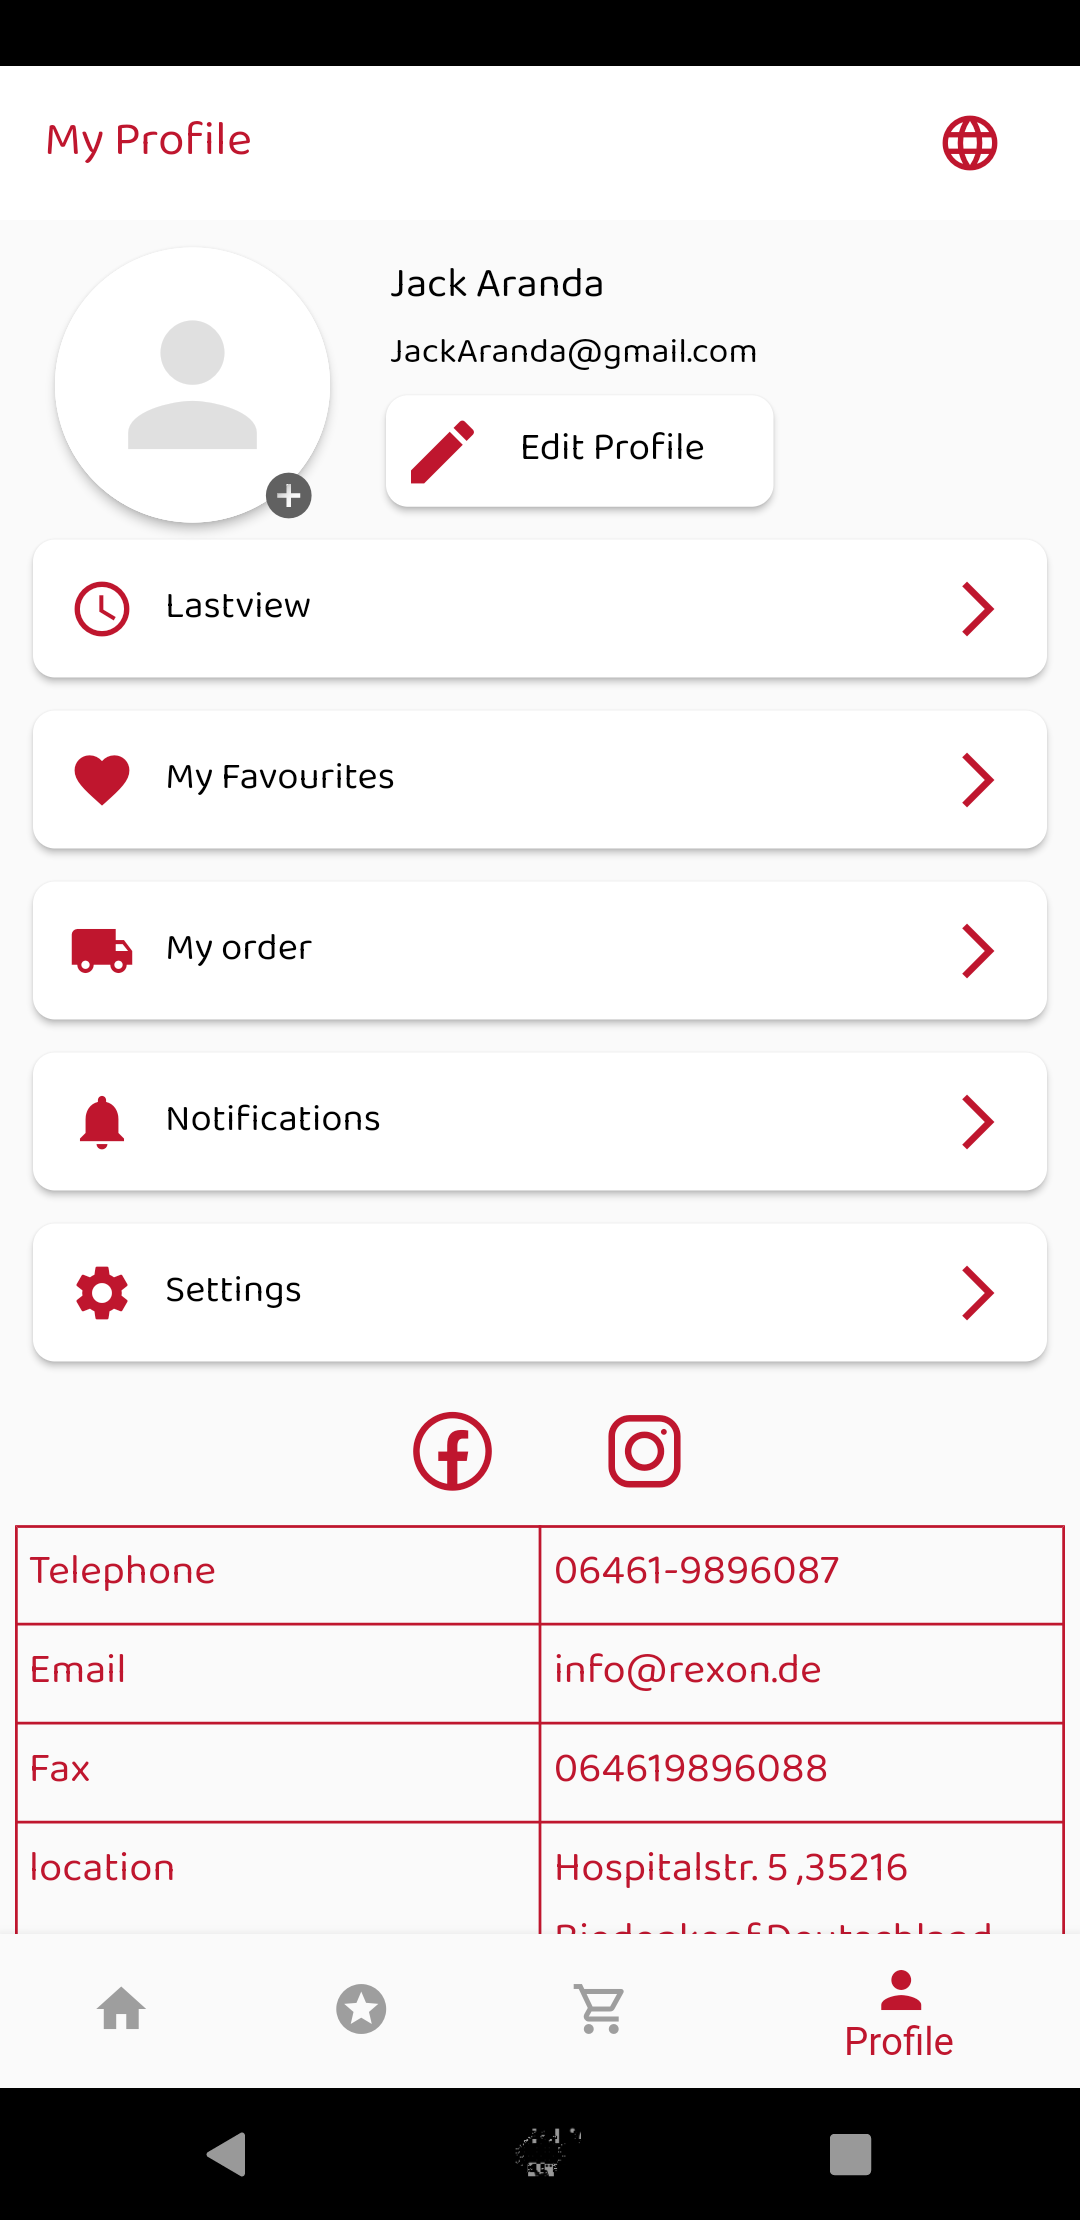 My Profile
Jack Aranda
JackAranda@gmail.com
Edit Profile
Lastview
My Favourites
My order
Notifications
Settings
Telephone 06461-9896087
Email info@rexon.de
Fax 064619896088
location Hospitalstr. 5 ,35216
Deutschland
Profile